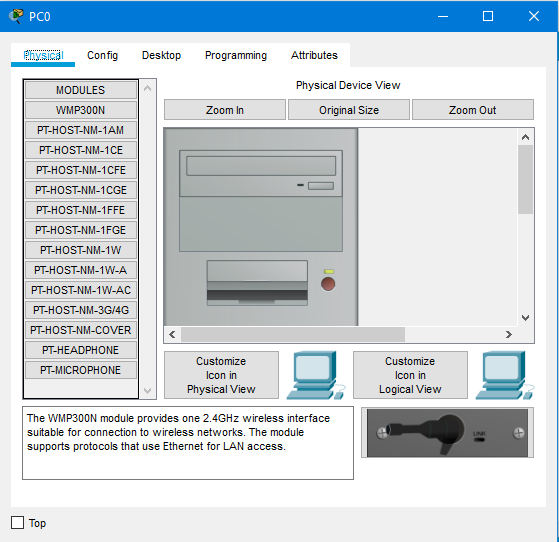 PC0
Physical
Config
Desktop
Programming
Attributes
MODULES
WMP300N
PT-HOST-NM-1AM
PT-HOST-NM-1CE
PT-HOST-NM-1CFE
PT-HOST-NM-1CGE
PT-HOST-NM-1FFE
PT-HOST-NM-1FGE
PT-HOST-NM-1W
PT-HOST-NM-1W-A
PT-HOST-NM-1W-AC
PT-HOST-NM-3G/4G
PT-HOST-NM-COVER
PT-HEADPHONE
PT-MICROPHONE
Physical Device View
Zoom In
Original Size
Zoom Out
Customize
Icon in
Physical View
Customize
Icon in
Logical View
The WMP300N module provides one 2.4GHz wireless interface
suitable for connection to wireless networks. The module
supports protocols that use Ethernet for LAN access.
LINK
Top